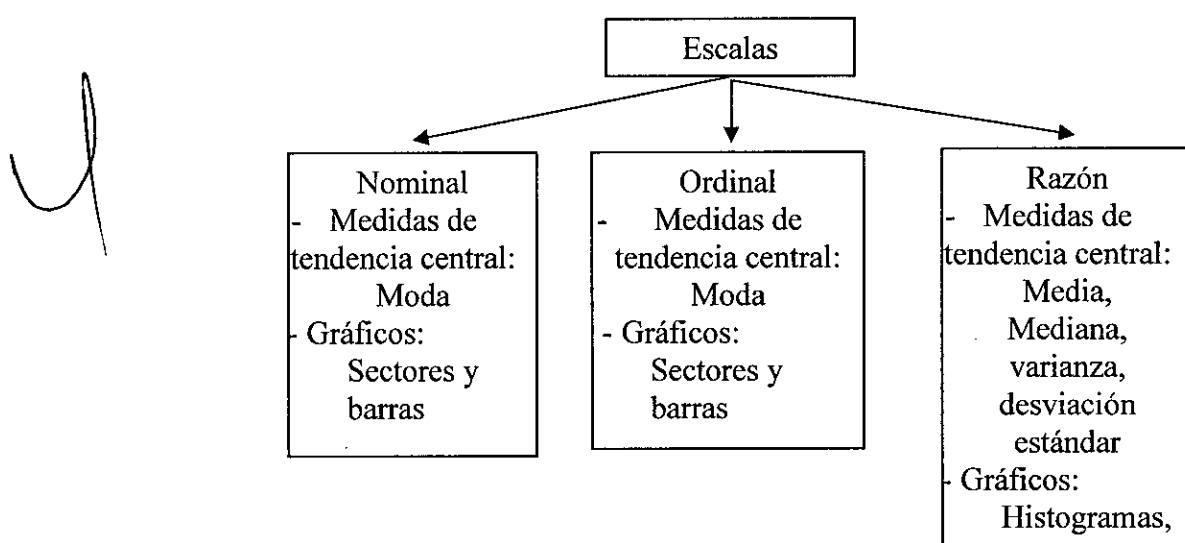 Escalas
Nominal
- Medidas de
tendencia central:
Moda
- Gráficos:
Sectores y
barras
Ordinal
- Medidas de
tendencia central:
Moda
- Gráficos:
Sectores y
barras
Razón
- Medidas de
tendencia central:
Media,
Mediana,
varianza,
desviación
estándar
- Gráficos:
Histogramas,